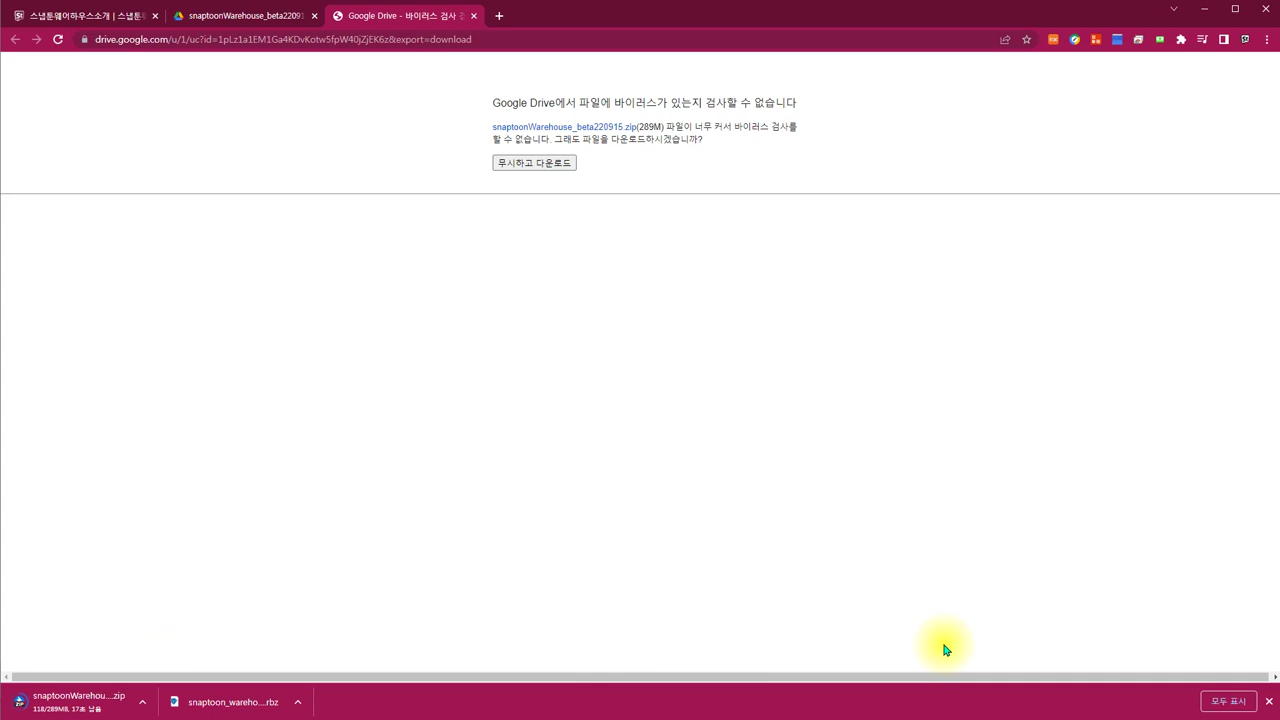 스냅툰웨어하우스소개 | 스냅툰
snaptoonWarehouse_beta22091
Google Drive - 바이러스 검사
drive.google.com/u/1/uc?id=1pLz1a1EM1Ga4KDvKotw5fpW40jZjEK6z&export=download
Google Drive에서 파일에 바이러스가 있는지 검사할 수 없습니다
snaptoonWarehouse_beta220915.zip(289M) 파일이 너무 커서 바이러스 검사를
할 수 없습니다. 그래도 파일을 다운로드하시겠습니까?
무시하고 다운로드
snaptoonWarehou....zip
118/289MB, 17초 남음
snaptoon_wareho....rbz
모두 표시